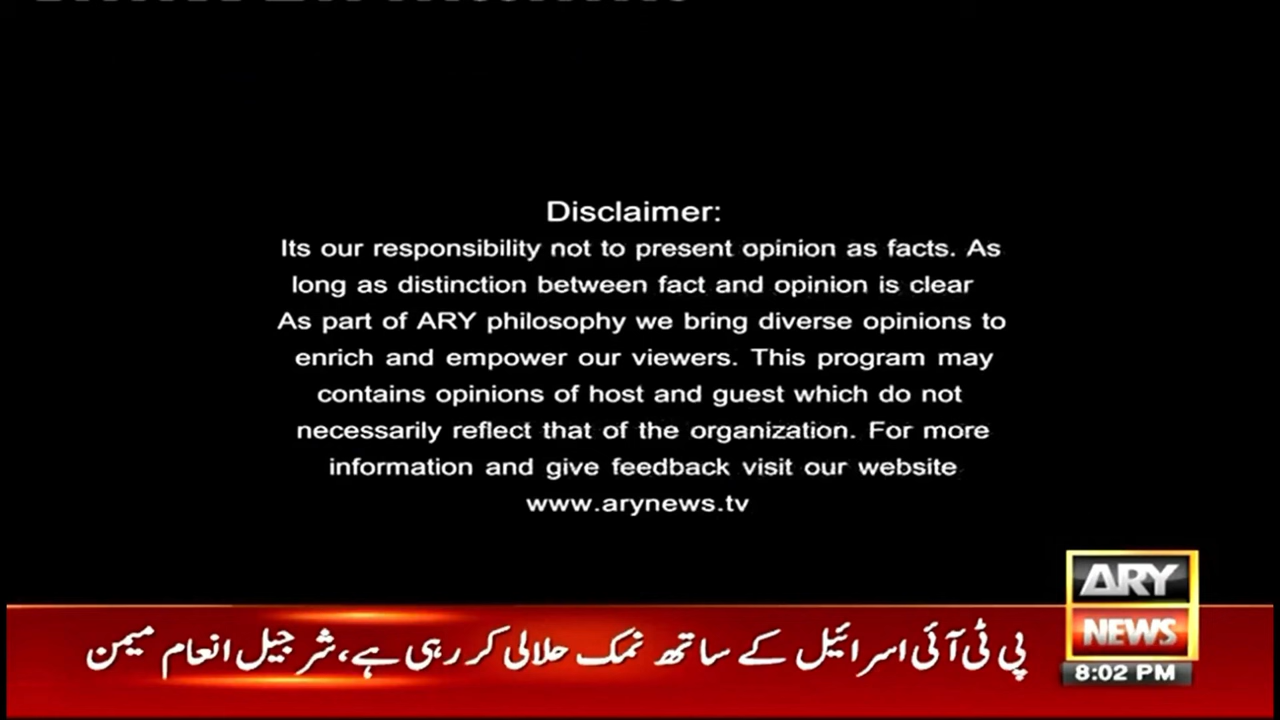 Disclaimer:
Its our responsibility not to present opinion as facts. As
long as distinction between fact and opinion is clear
As part of ARY philosophy we bring diverse opinions to
enrich and empower our viewers. This program may
contains opinions of host and guest which do not
necessarily reflect that of the organization. For more
information and give feedback visit our website
www.arynews.tv
ARY
NEWS
8:02 PM
پی ٹی آئی اسرائیل کے ساتھ نمک حلالی کر رہی ہے، شرجیل انعام میمن